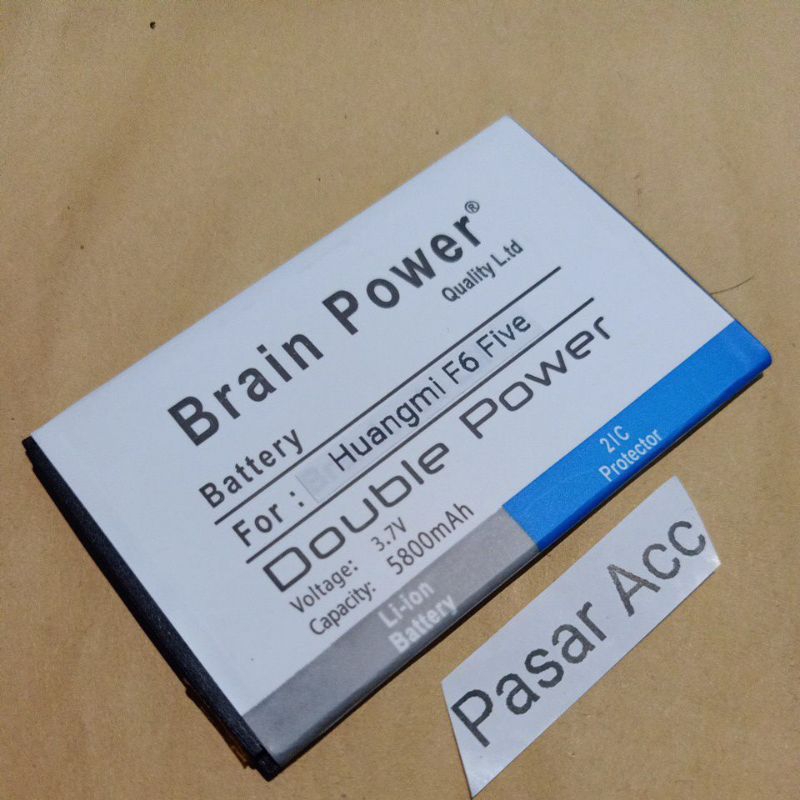 Brain Power®
Quality L.td
Battery
For : Huangmi F6 Five
Double Power
Voltage: 3.7V
Capacity: 5800mAh
Li-ion
Battery
2IC
Protector
Pasar Acc